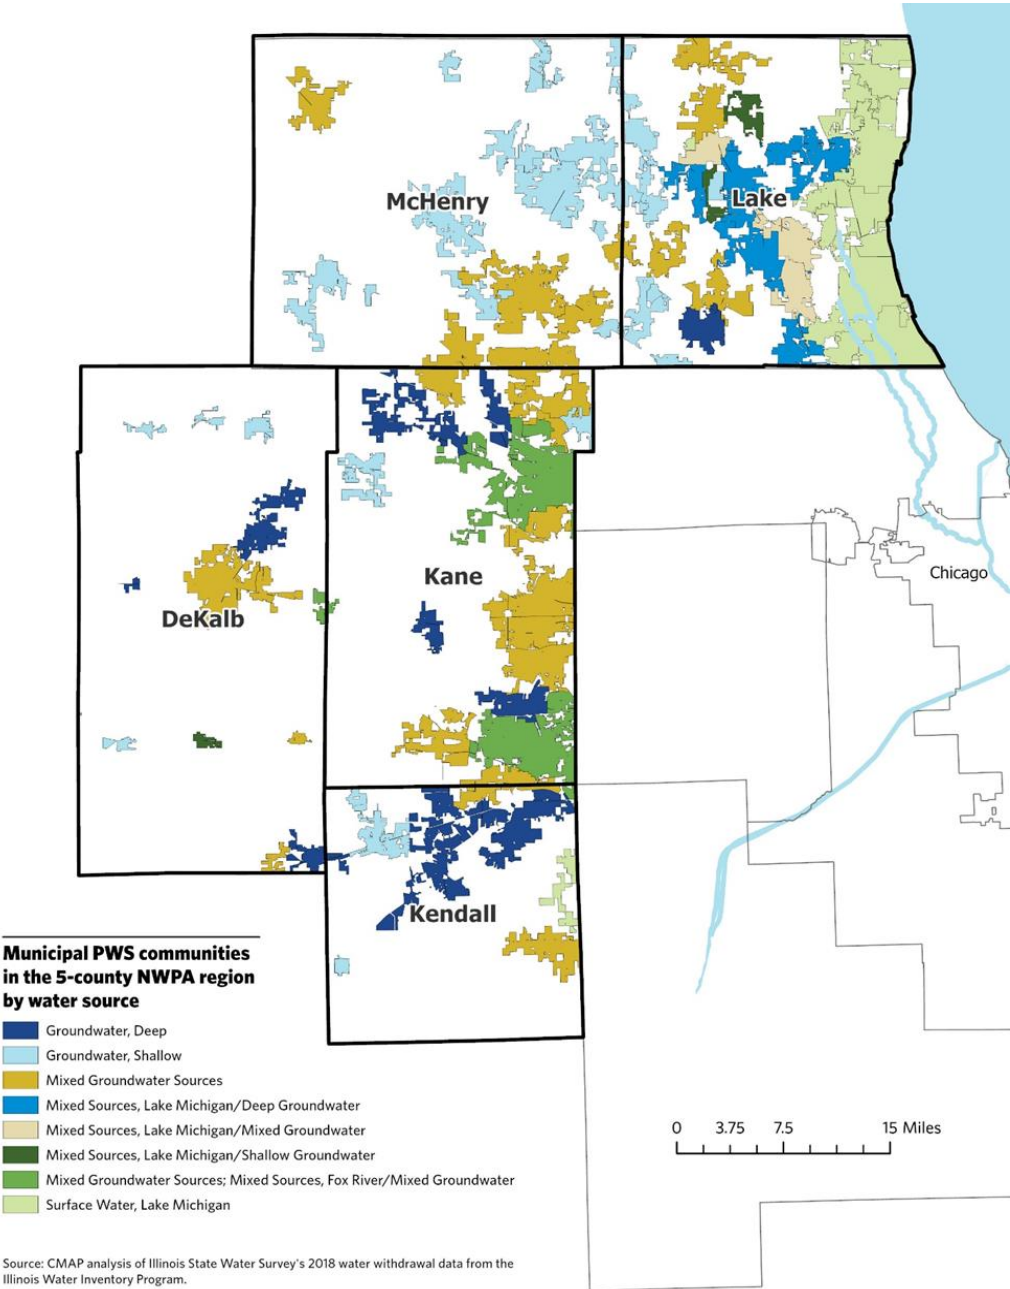 McHenry
Lake
Kane
Chicago
DeKalb
Kendall
Municipal PWS communities
in the 5-county NWPA region
by water source
Groundwater, Deep
Groundwater, Shallow
Mixed Groundwater Sources
Mixed Sources, Lake Michigan/Deep Groundwater
Mixed Sources, Lake Michigan/Mixed Groundwater
Mixed Sources, Lake Michigan/Shallow Groundwater
Mixed Groundwater Sources; Mixed Sources, Fox River/Mixed Groundwater
Surface Water, Lake Michigan
0 3.75 7.5 15 Miles
Source: CMAP analysis of Illinois State Water Survey's 2018 water withdrawal data from the
Illinois Water Inventory Program.